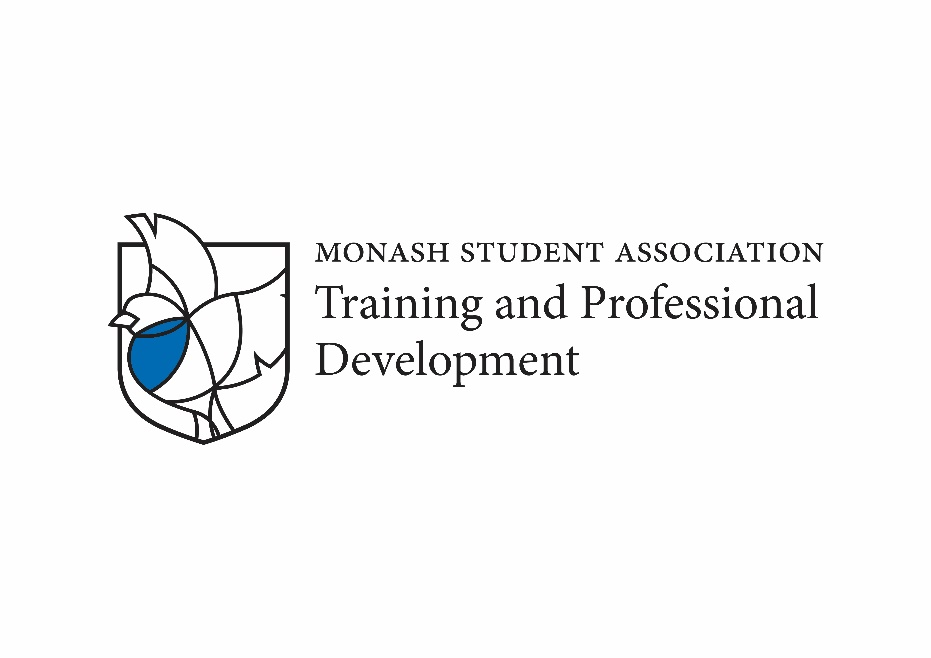 MONASH STUDENT ASSOCIATION
Training and Professional
Development